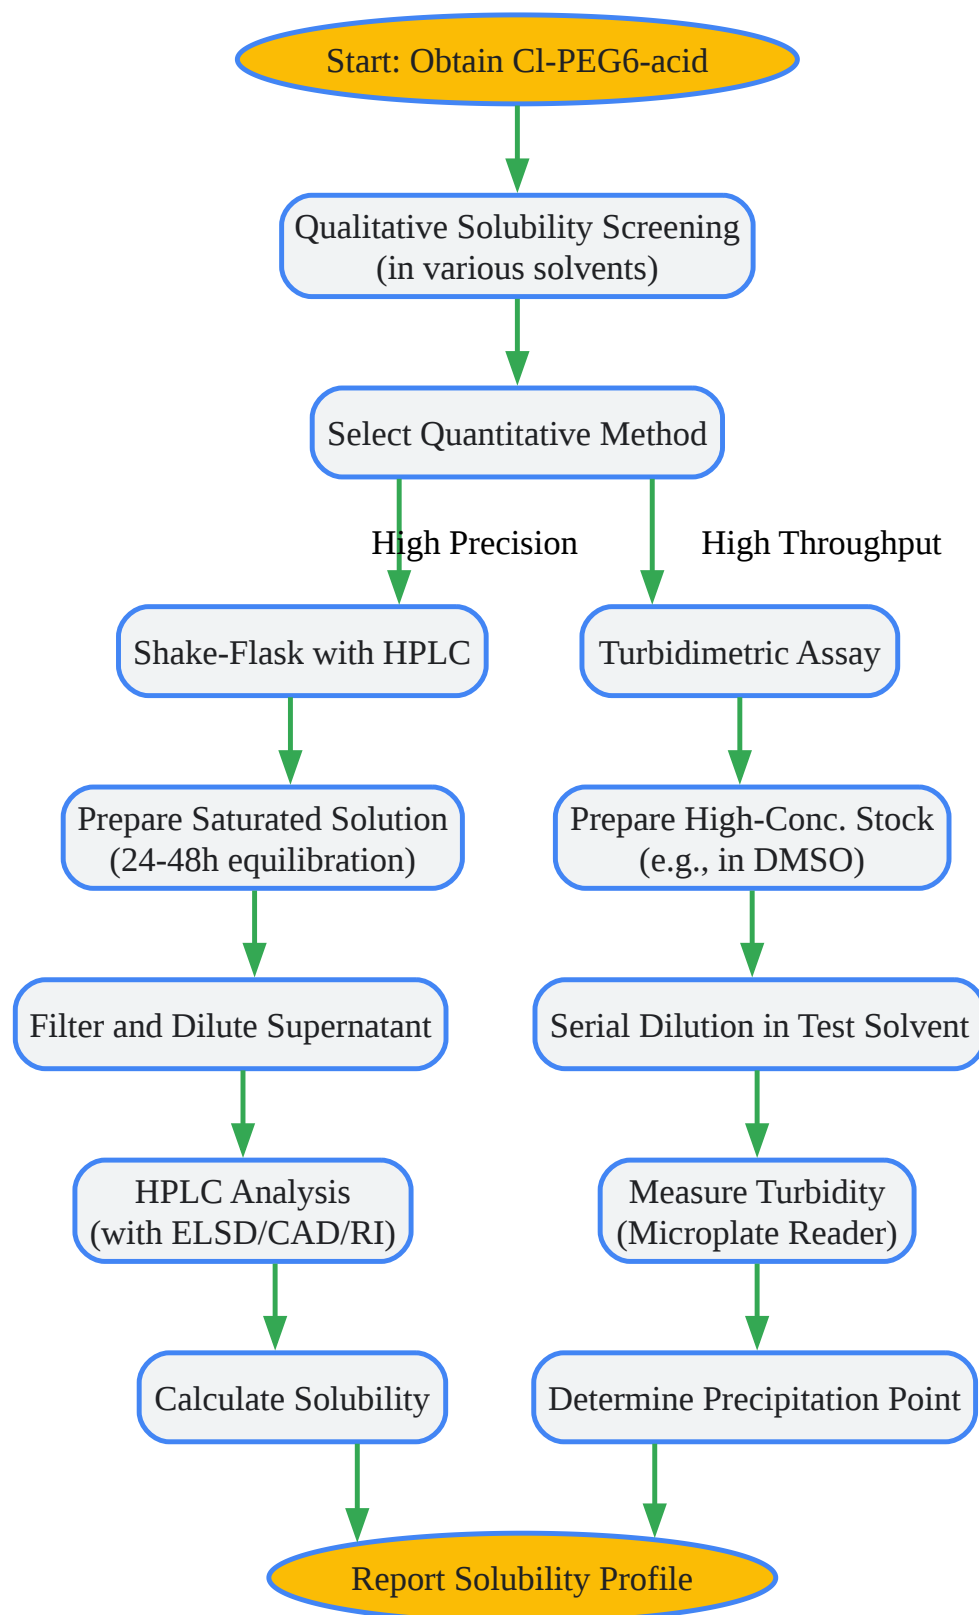 Start: Obtain Cl-PEG6-acid
Qualitative Solubility Screening
(in various solvents)
Select Quantitative Method
High Precision
High Throughput
Shake-Flask with HPLC
Turbidimetric Assay
Prepare Saturated Solution
(24-48h equilibration)
Prepare High-Conc. Stock
(e.g., in DMSO)
Filter and Dilute Supernatant
Serial Dilution in Test Solvent
HPLC Analysis
(with ELSD/CAD/RI)
Measure Turbidity
(Microplate Reader)
Calculate Solubility
Determine Precipitation Point
Report Solubility Profile